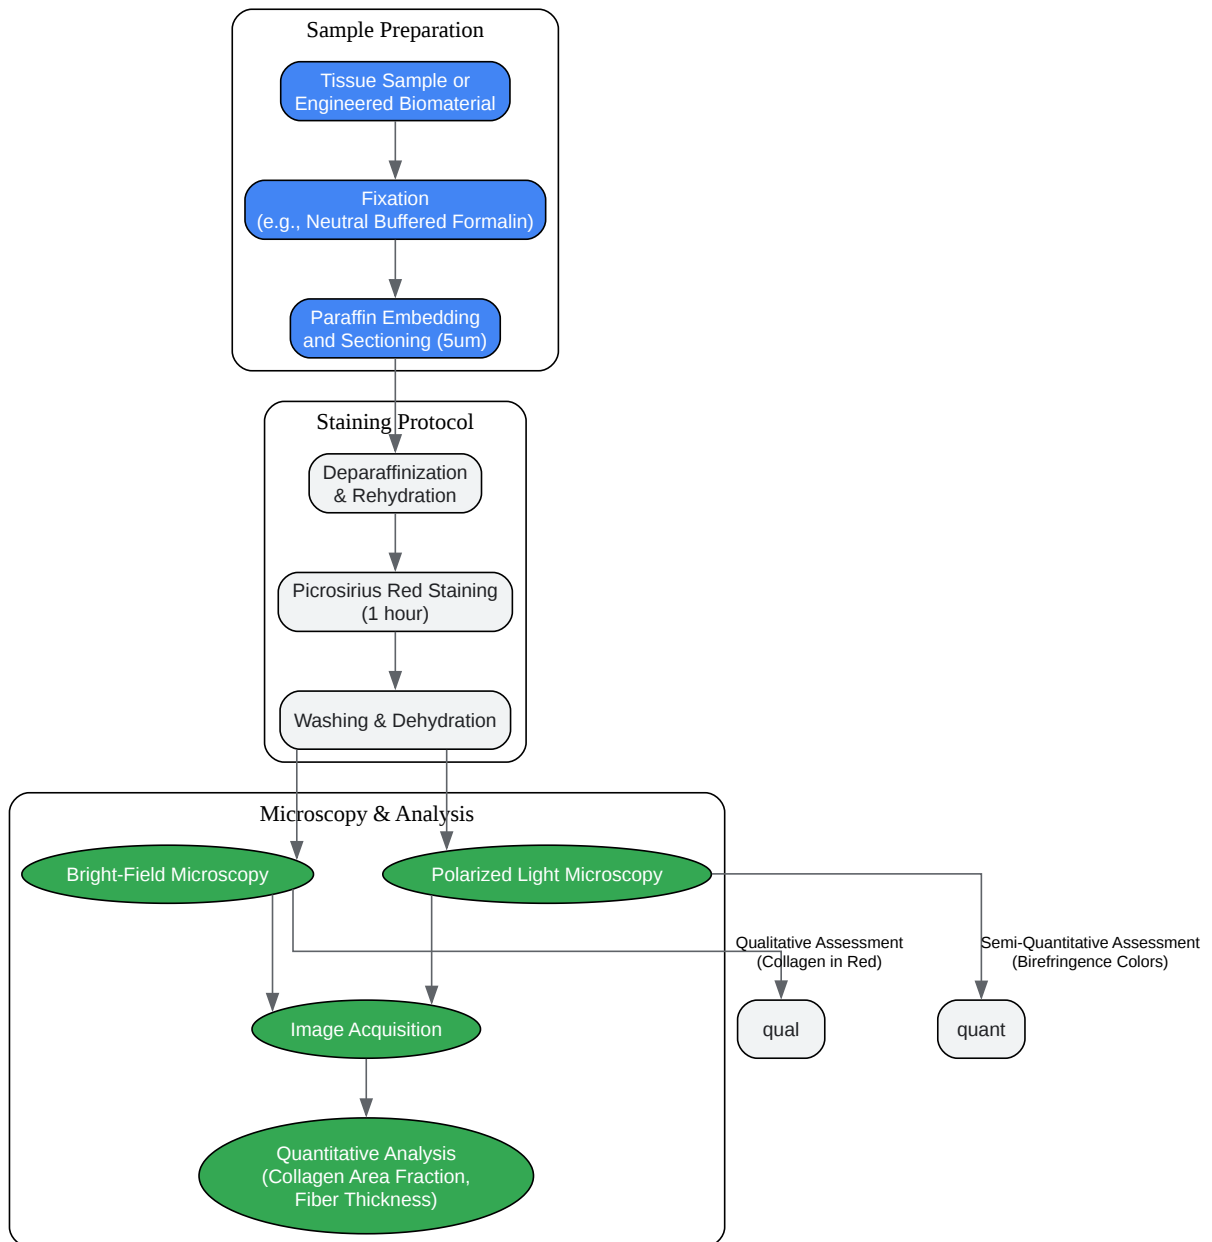 Sample Preparation
Tissue Sample or
Engineered Biomaterial
Fixation
(e.g., Neutral Buffered Formalin)
Paraffin Embedding
and Sectioning (5um)
Staining Protocol
Deparaffinization
& Rehydration
Picrosirius Red Staining
(1 hour)
Washing & Dehydration
Microscopy & Analysis
Bright-Field Microscopy
Polarized Light Microscopy
Qualitative Assessment
(Collagen in Red)
Semi-Quantitative Assessment
(Birefringence Colors)
Image Acquisition
qual
quant
Quantitative Analysis
(Collagen Area Fraction,
Fiber Thickness)